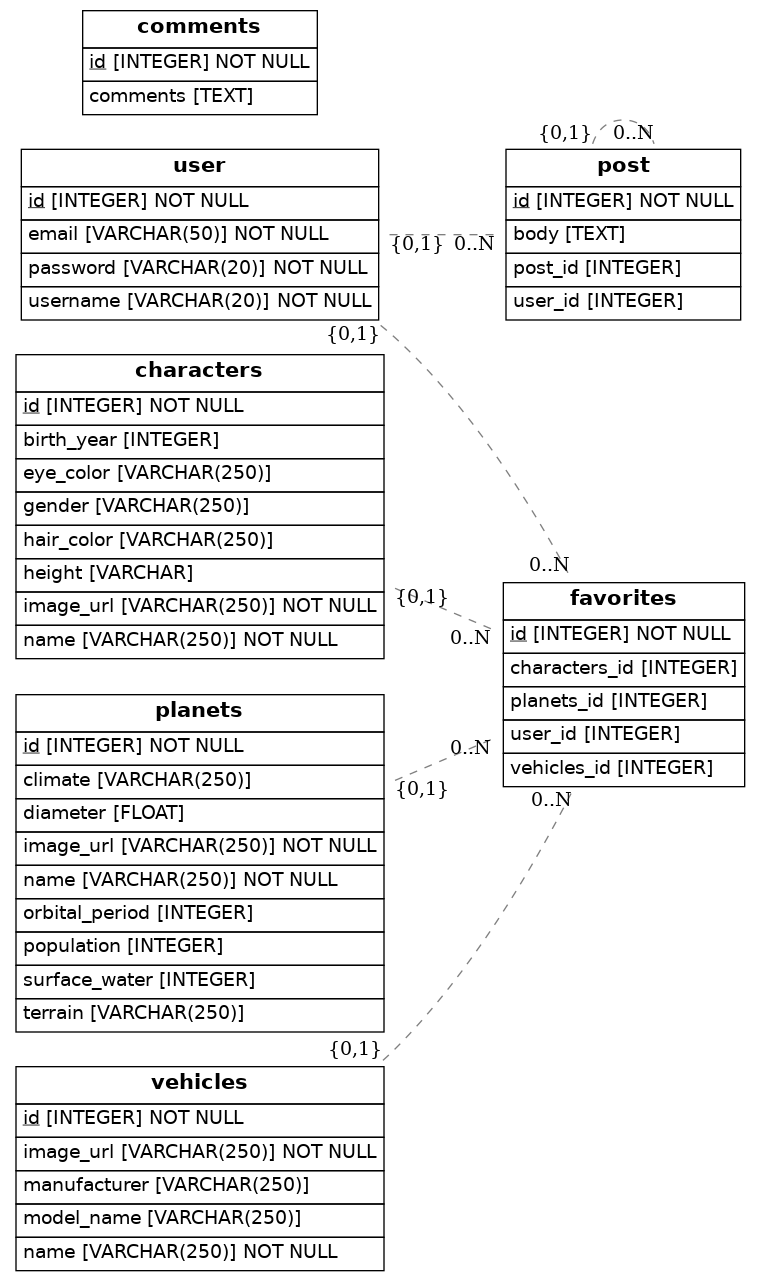 comments
id [INTEGER] NOT NULL
comments [TEXT]
user
id [INTEGER] NOT NULL
email [VARCHAR(50)] NOT NULL
password [VARCHAR(20)] NOT NULL
username [VARCHAR(20)] NOT NULL
{0,1}
0..N
post
id [INTEGER] NOT NULL
body [TEXT]
post_id [INTEGER]
user_id [INTEGER]
{0,1}
0..N
{0,1}
0..N
characters
id [INTEGER] NOT NULL
birth_year [INTEGER]
eye_color [VARCHAR(250)]
gender [VARCHAR(250)]
hair_color [VARCHAR(250)]
height [VARCHAR]
image_url [VARCHAR(250)] NOT NULL
name [VARCHAR(250)] NOT NULL
{0,1}
0..N
favorites
id [INTEGER] NOT NULL
characters_id [INTEGER]
planets_id [INTEGER]
user_id [INTEGER]
vehicles_id [INTEGER]
planets
id [INTEGER] NOT NULL
climate [VARCHAR(250)]
diameter [FLOAT]
image_url [VARCHAR(250)] NOT NULL
name [VARCHAR(250)] NOT NULL
orbital_period [INTEGER]
population [INTEGER]
surface_water [INTEGER]
terrain [VARCHAR(250)]
0..N
{0,1}
0..N
{0,1}
vehicles
id [INTEGER] NOT NULL
image_url [VARCHAR(250)] NOT NULL
manufacturer [VARCHAR(250)]
model_name [VARCHAR(250)]
name [VARCHAR(250)] NOT NULL